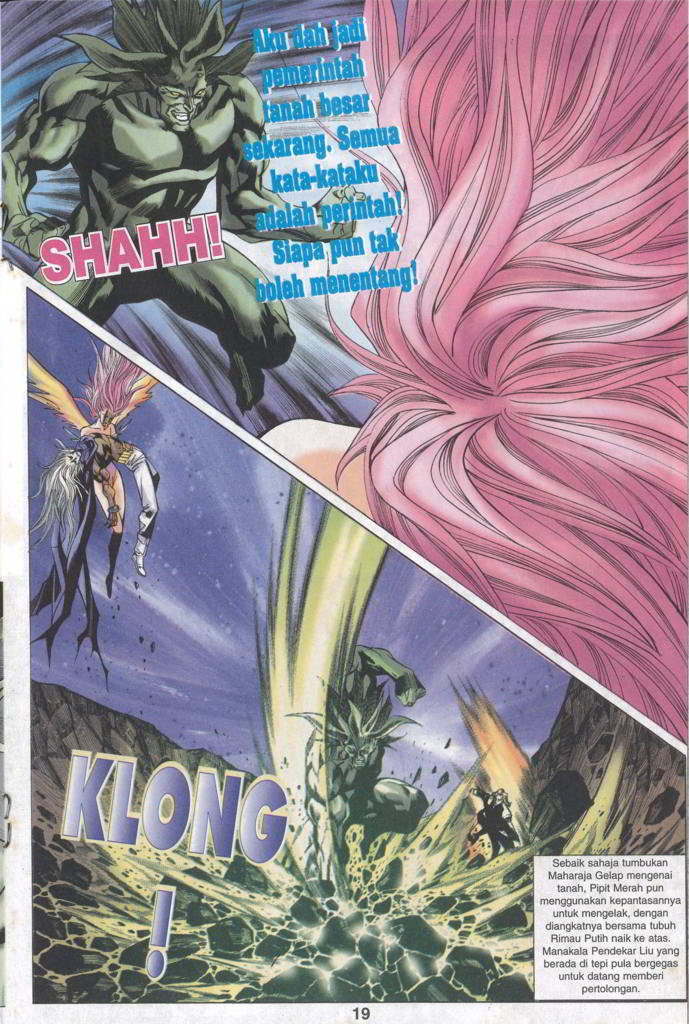 Aku dah jadi
pemerintah
tanah besar
sekarang. Semua
kata-kataku
adalah perintah!
Siapa pun tak
boleh menentang!
SHAHH!
KLONG
!
Sebaik sahaja tumbukan
Maharaja Gelap mengenai
tanah, Pipit Merah pun
menggunakan kepantasannya
untuk mengelak, dengan
diangkatnya bersama tubuh
Rimau Putih naik ke atas.
Manakala Pendekar Liu yang
berada di tepi pula bergegas
untuk datang memberi
pertolongan.
19